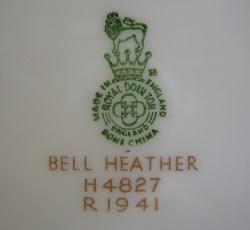 MADE IN ENGLAND
ROYAL DOULTON
ENGLAND
BONE CHINA
BELL HEATHER
H4827
R1941